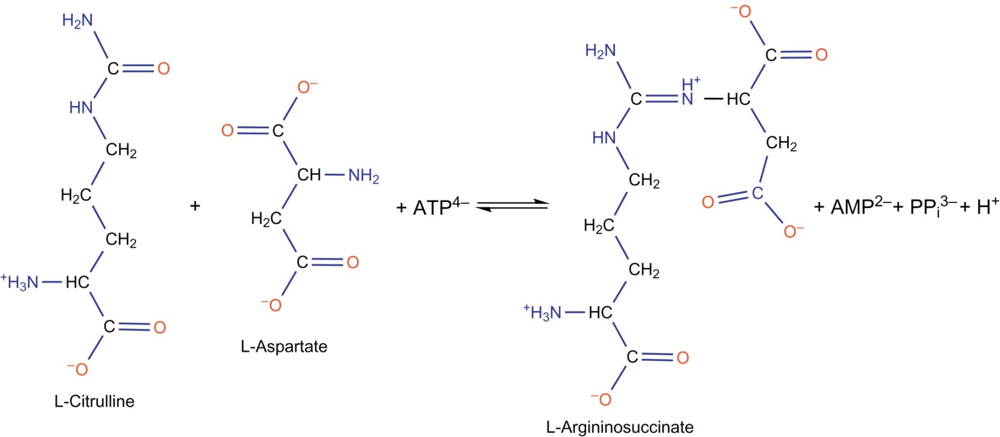 H₂N
C
O
HN
CH₂
H₂C
CH₂
⁺H₃N
HC
C
O
⁻O
L-Citrulline
+
O⁻
O
C
CH
NH₂
H₂C
C
O
⁻O
L-Aspartate
+ ATP⁴⁻
H₂N
C
H⁺
N
HC
⁻O
C
O
CH₂
C
O
O⁻
HN
CH₂
H₂C
CH₂
⁺H₃N
HC
C
O
⁻O
L-Argininosuccinate
+ AMP²⁻ + PPᵢ³⁻ + H⁺